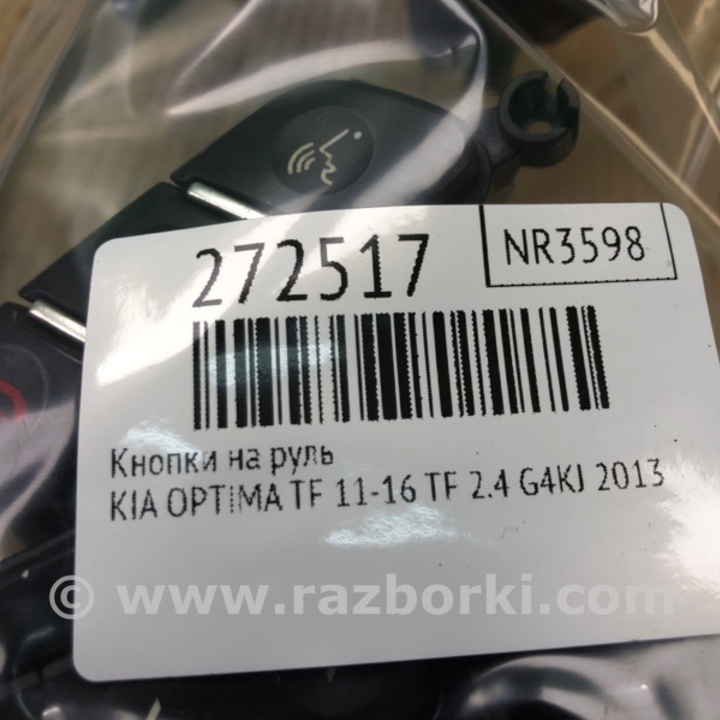 272517
NR3598
Кнопки на руль
KIA OPTIMA TF 11-16 TF 2.4 G4KJ 2013
© www.razborki.com